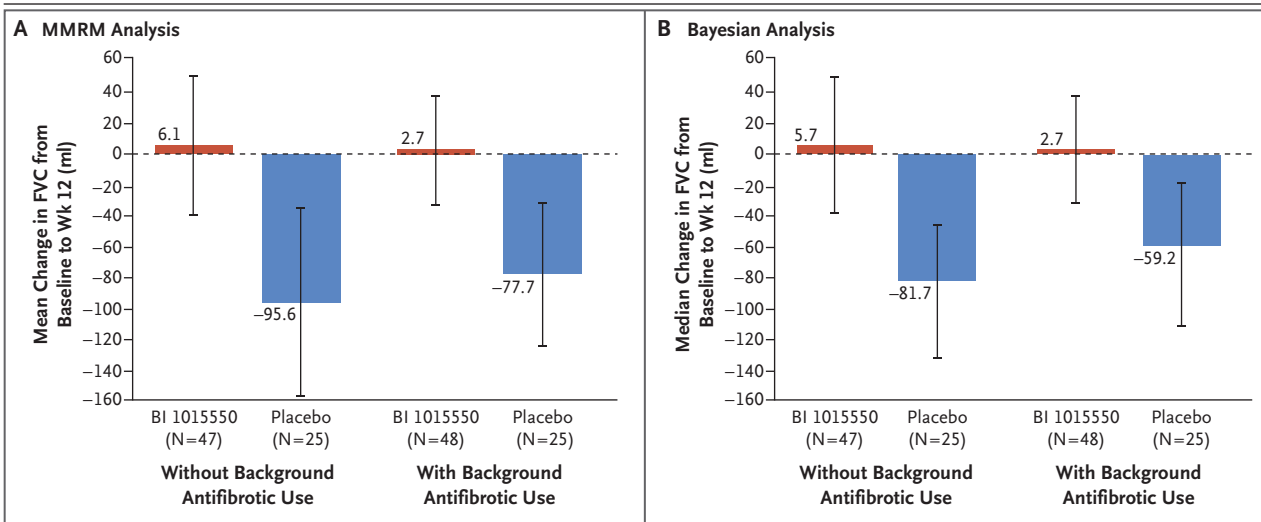 A MMRM Analysis
Mean Change in FVC from
Baseline to Wk 12 (ml)
60
40
20
0
−20
−40
−60
−80
−100
−120
−140
−160
6.1
−95.6
2.7
−77.7
BI 1015550
(N=47)
Placebo
(N=25)
BI 1015550
(N=48)
Placebo
(N=25)
Without Background
Antifibrotic Use
With Background
Antifibrotic Use
B Bayesian Analysis
Median Change in FVC from
Baseline to Wk 12 (ml)
60
40
20
0
−20
−40
−60
−80
−100
−120
−140
−160
5.7
−81.7
2.7
−59.2
BI 1015550
(N=47)
Placebo
(N=25)
BI 1015550
(N=48)
Placebo
(N=25)
Without Background
Antifibrotic Use
With Background
Antifibrotic Use